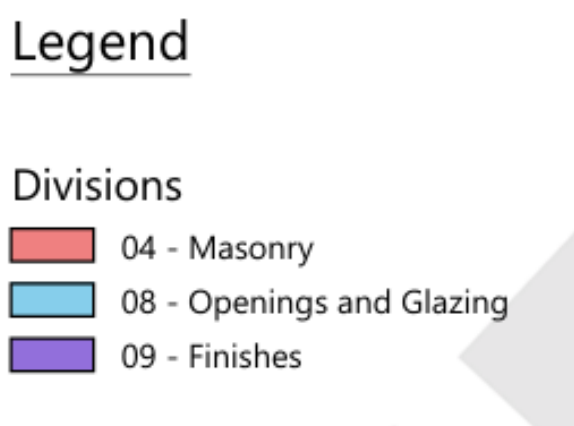 Legend
Divisions
04 - Masonry
08 - Openings and Glazing
09 - Finishes